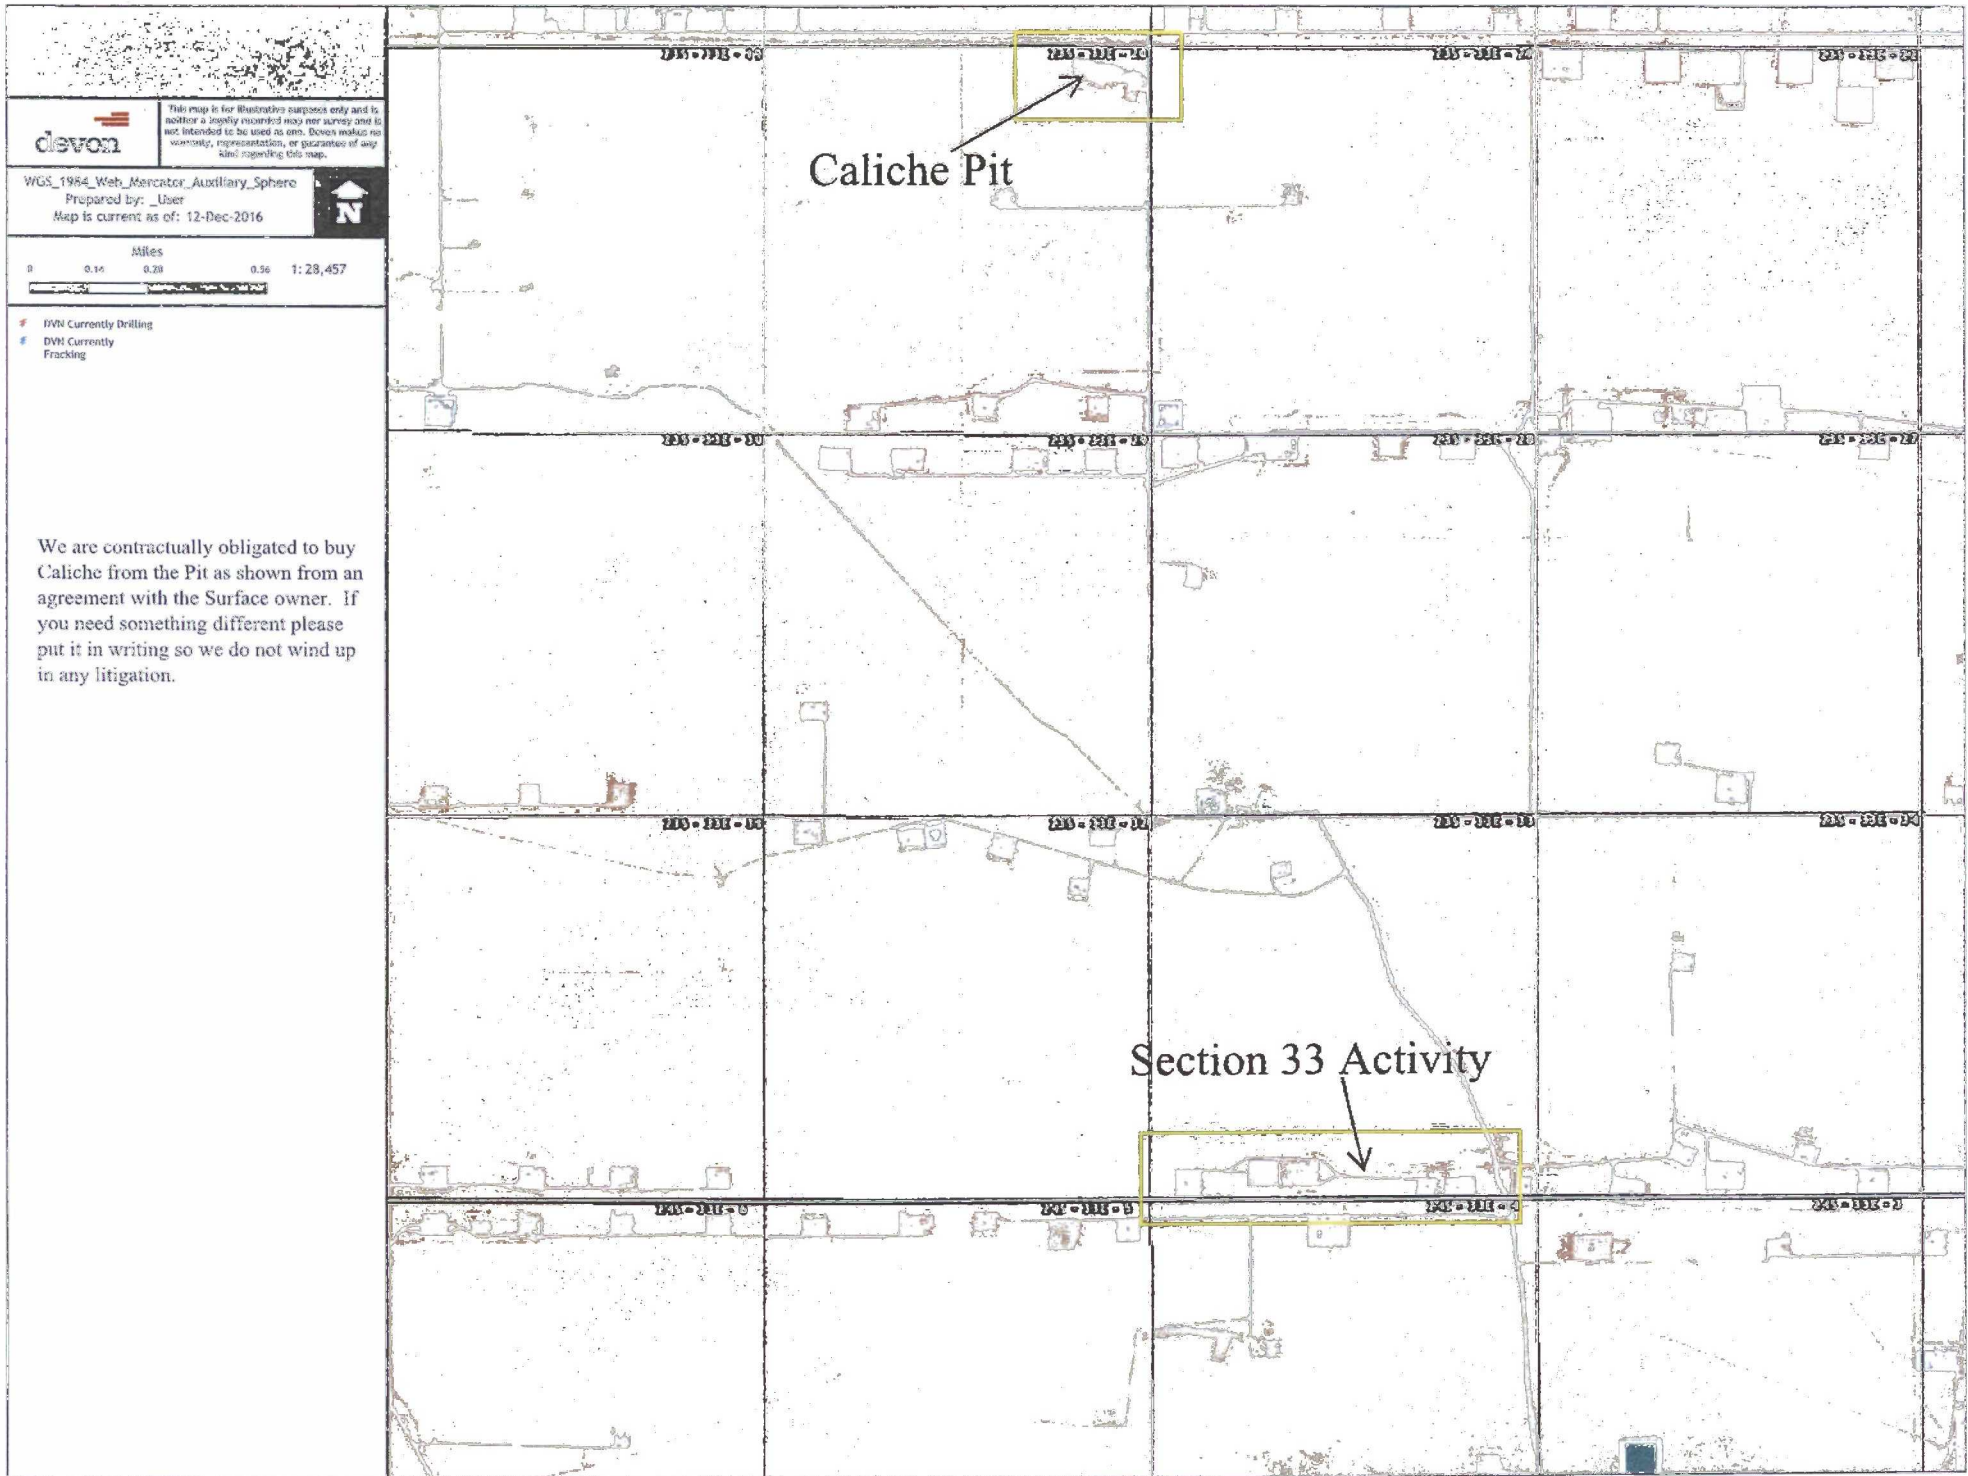 devon
This map is for illustrative purposes only and is
neither a legally recorded map nor survey and is
not intended to be used as one. Devon makes no
warranty, representation, or guarantee of any
kind regarding this map.
WGS_1984_Web_Mercator_Auxiliary_Sphere
Prepared by: _User
Map is current as of: 12-Dec-2016
N
Miles
0 0.14 0.28 0.56 1: 28,457
DVN Currently Drilling
DVN Currently
Fracking
We are contractually obligated to buy
Caliche from the Pit as shown from an
agreement with the Surface owner. If
you need something different please
put it in writing so we do not wind up
in any litigation.
Caliche Pit
Section 33 Activity